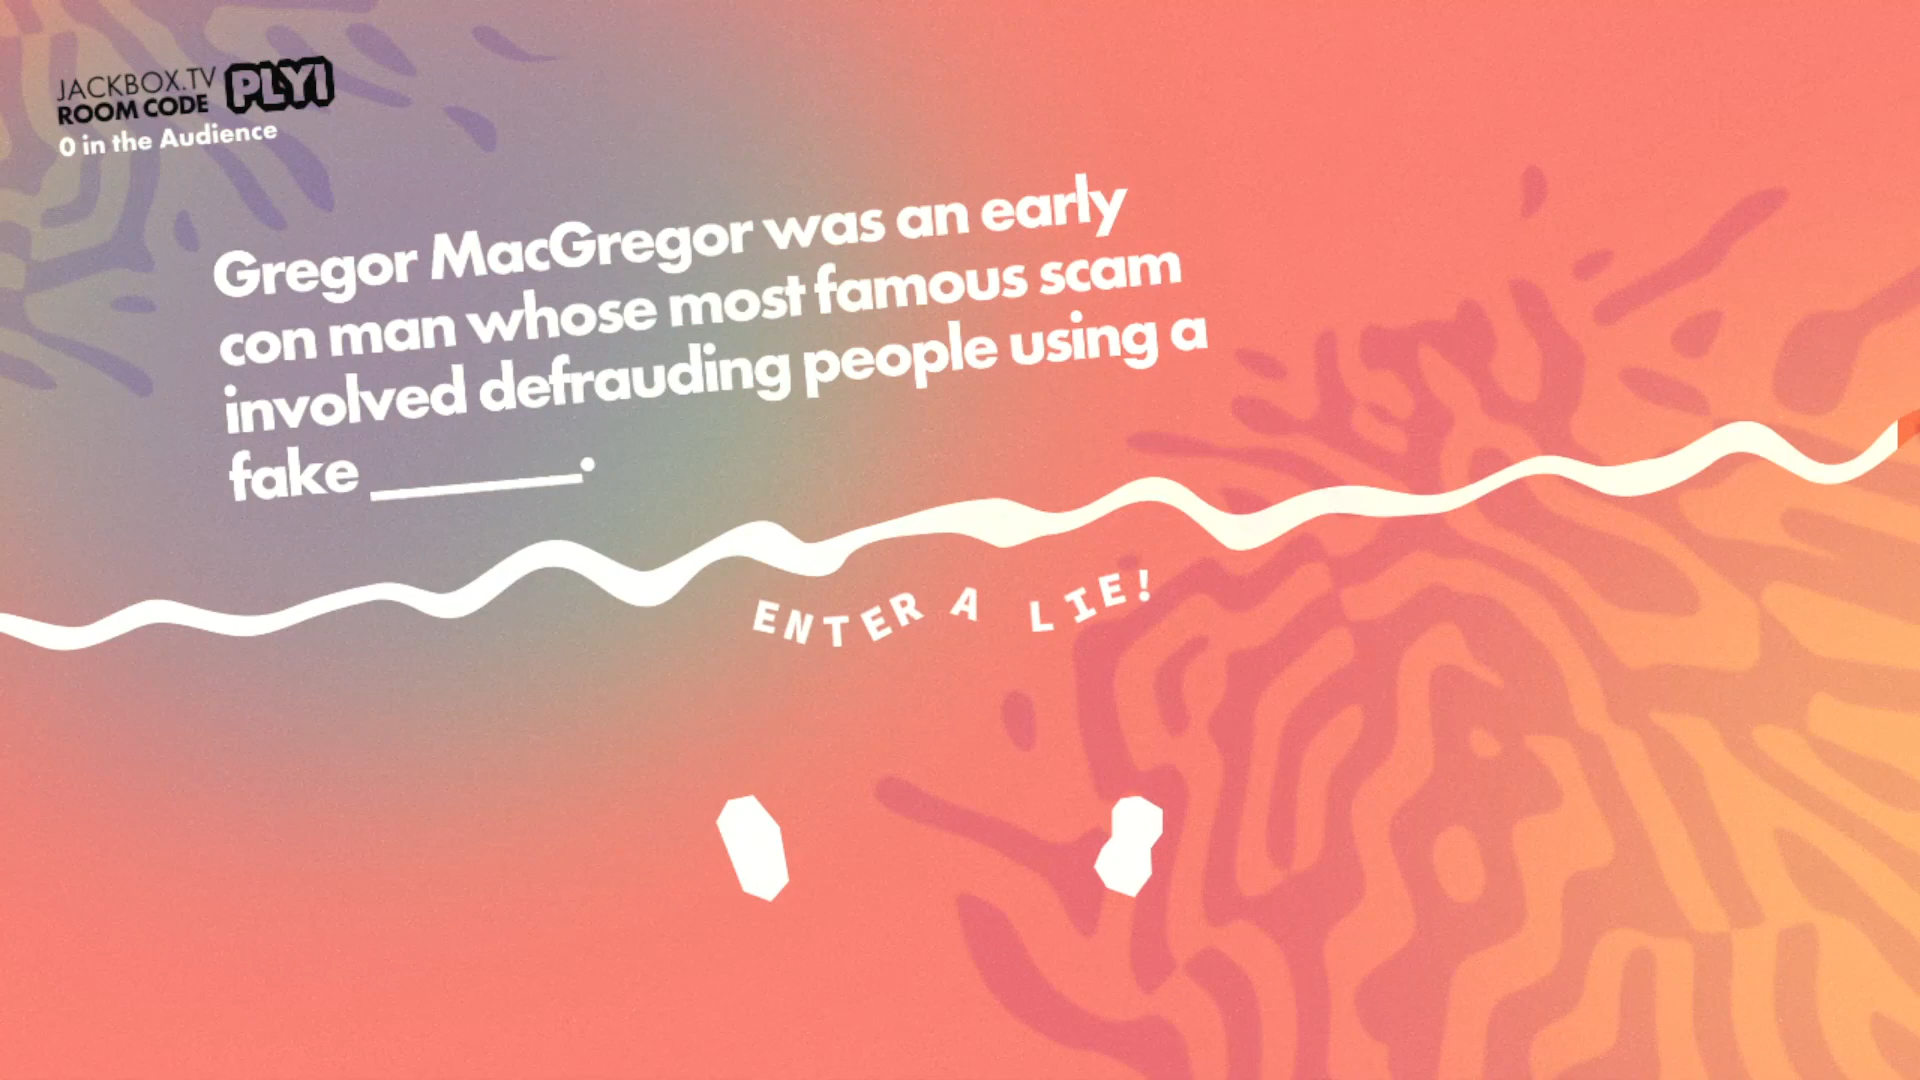 JACKBOX.TV
ROOM CODE PLYI
0 in the Audience
Gregor MacGregor was an early
con man whose most famous scam
involved defrauding people using a
fake ________.
ENTER A LIE!